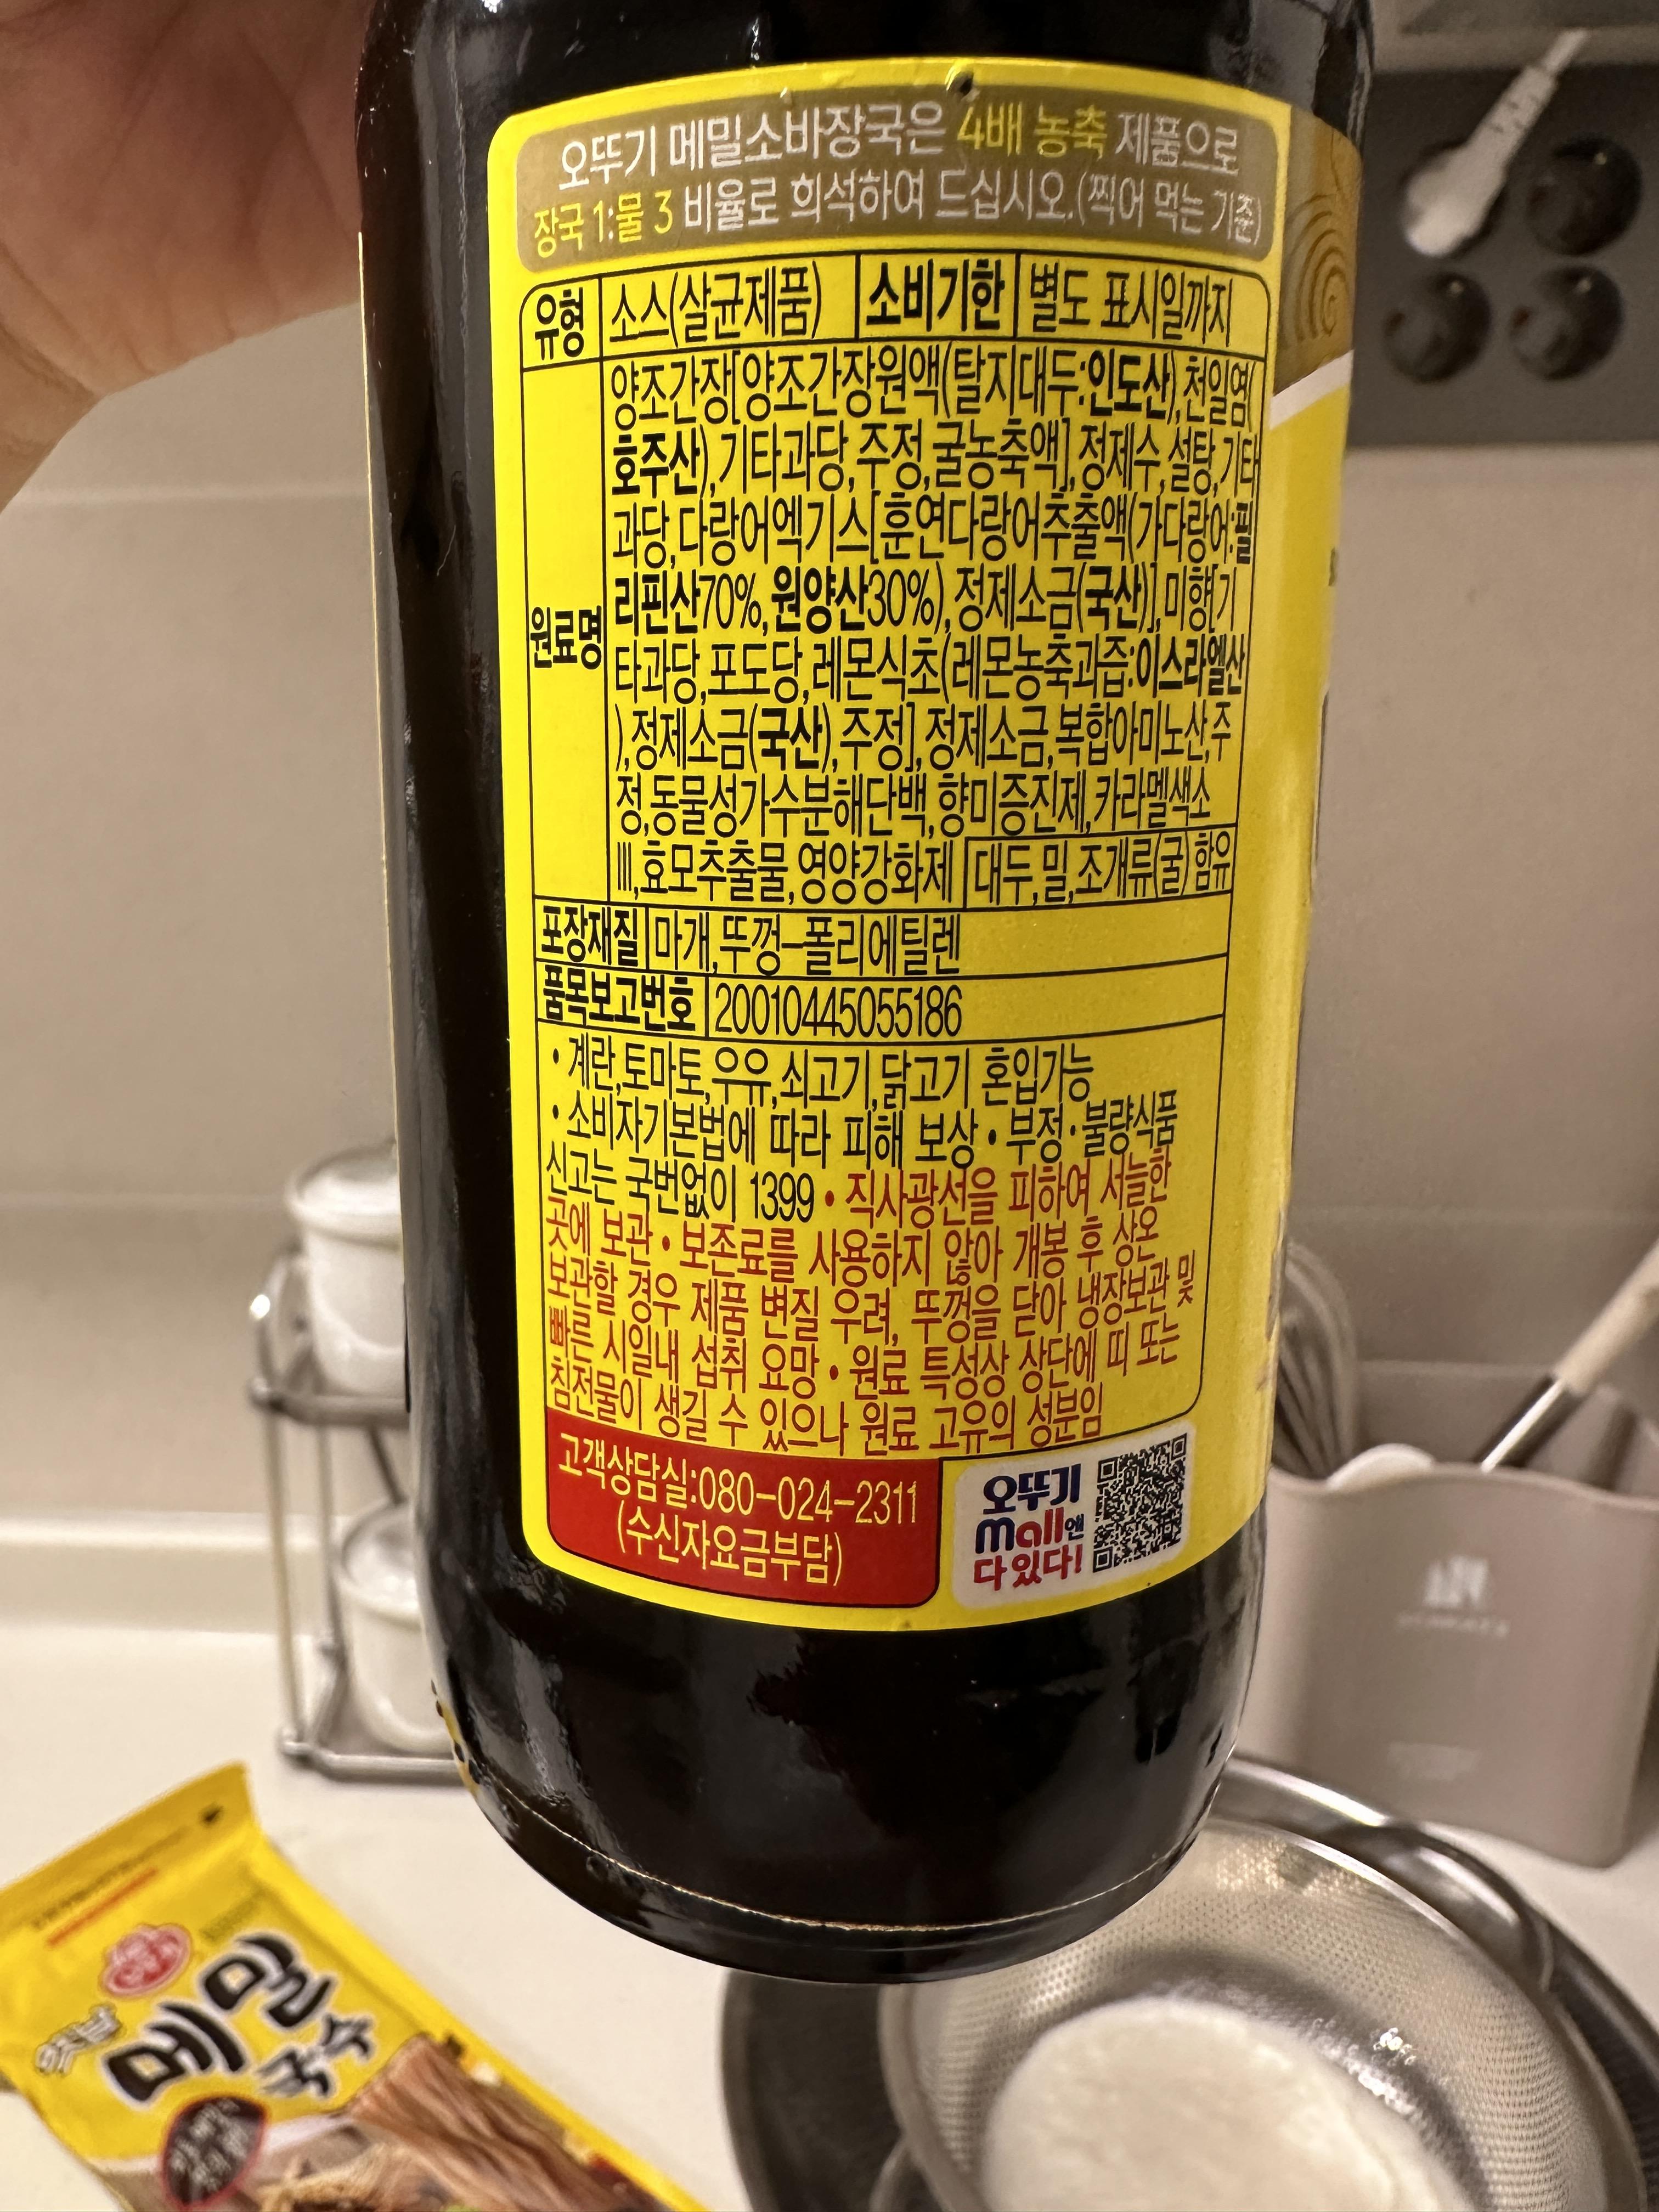 오뚜기 메밀소바장국은 4배 농축 제품으로
장국 1:물 3 비율로 희석하여 드십시오.(찍어 먹는 기준)
유형 소스(살균제품) 소비기한 별도 표시일까지
원료명
양조간장[양조간장원액(탈지대두:인도산),천일염(
호주산),기타과당,주정,굴농축액],정제수,설탕,기타
과당,다랑어엑기스[훈연다랑어추출액(가다랑어:필
리핀산70%,원양산30%),정제소금(국산)],미향[기
타과당,포도당,레몬식초(레몬농축과즙:이스라엘산
),정제소금(국산),주정],정제소금,복합아미노산,주
정,동물성가수분해단백,향미증진제,카라멜색소
III,효모추출물,영양강화제 대두,밀,조개류(굴)함유
포장재질 마개,뚜껑-폴리에틸렌
품목보고번호 20010445055186
• 계란,토마토,우유,쇠고기,닭고기 혼입가능
• 소비자기본법에 따라 피해 보상 • 부정·불량식품
신고는 국번없이 1399 • 직사광선을 피하여 서늘한
곳에 보관 • 보존료를 사용하지 않아 개봉 후 상온
보관할 경우 제품 변질 우려, 뚜껑을 닫아 냉장보관 및
빠른 시일내 섭취 요망 • 원료 특성상 상단에 띠 또는
침전물이 생길 수 있으나 원료 고유의 성분임
고객상담실:080-024-2311
(수신자요금부담)
오뚜기
mall엔
다있다!
옛날
메밀
국수